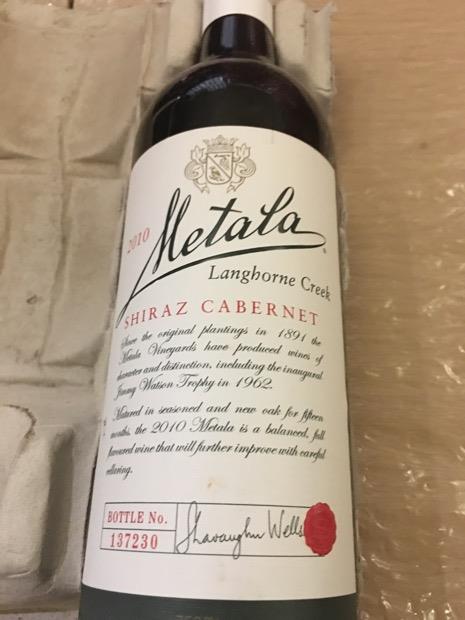 2010
Metala
Langhorne Creek
SHIRAZ CABERNET
Since the original plantings in 1891 the
Metala Vineyards have produced wines of
character and distinction, including the inaugural
Jimmy Watson Trophy in 1962.
Matured in seasoned and new oak for fifteen
months, the 2010 Metala is a balanced, full
flavoured wine that will further improve with careful
cellaring.
BOTTLE No.
137230
Shavaughn Wells